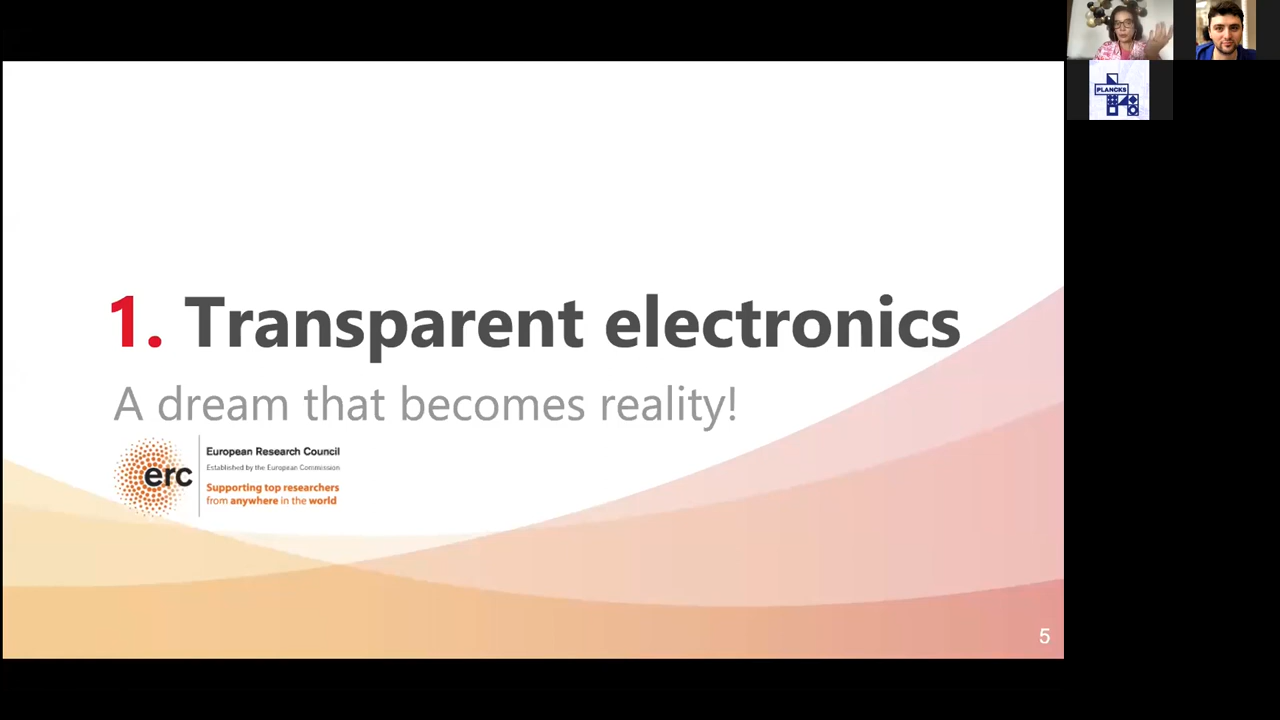 PLANCKS
1. Transparent electronics
A dream that becomes reality!
erc
European Research Council
Established by the European Commission
Supporting top researchers
from anywhere in the world
5